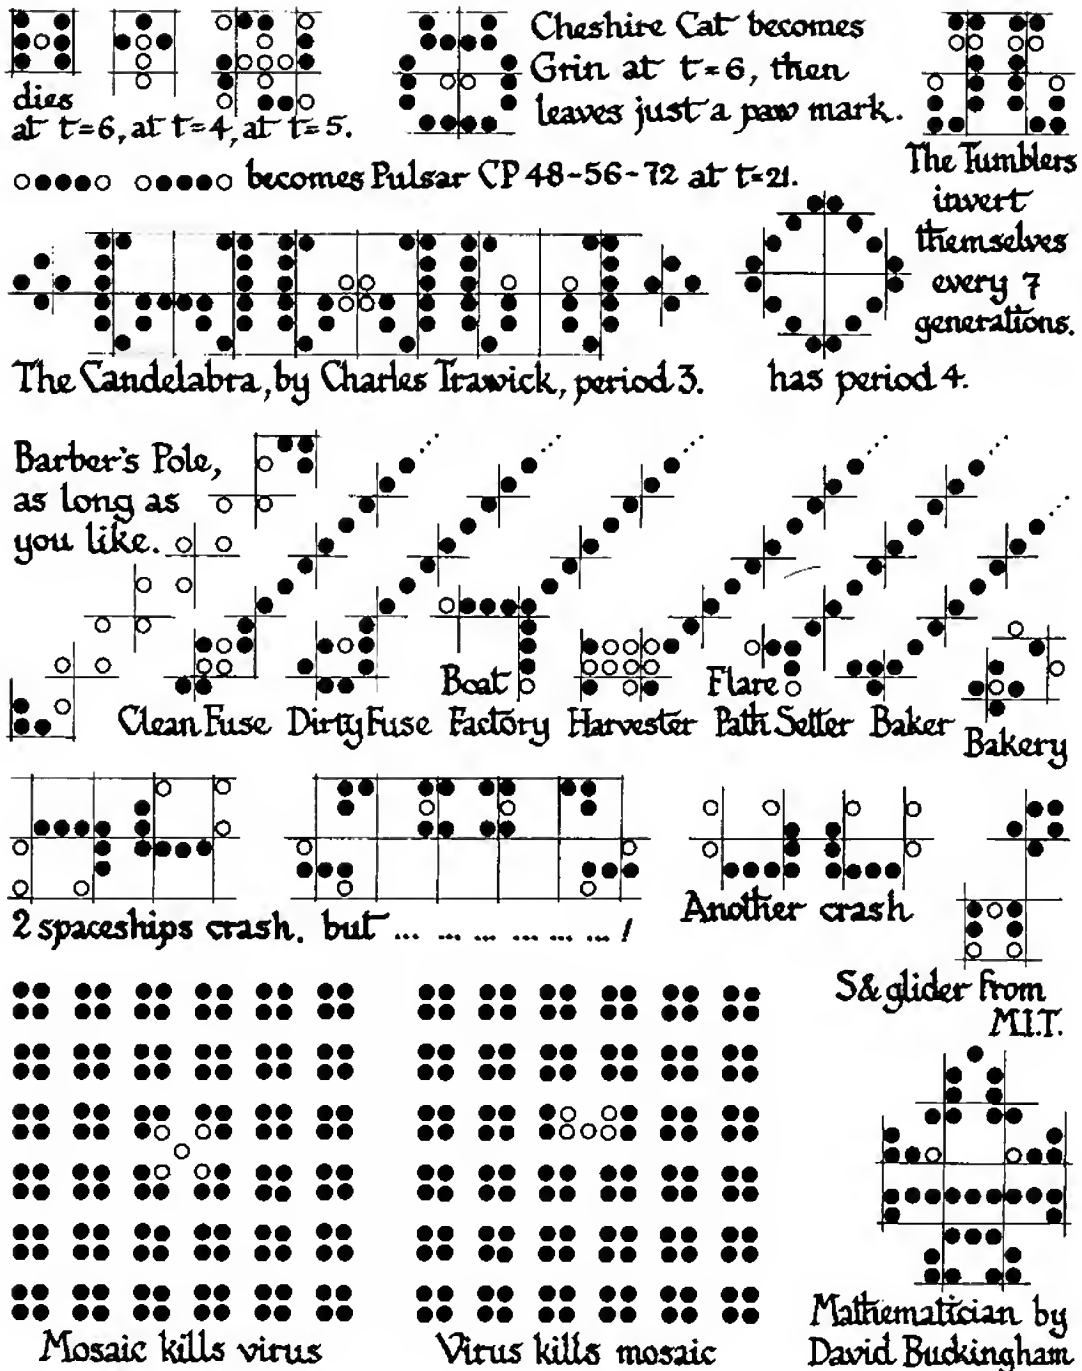 dies
at t=6, at t=4, at t=5.
Cheshire Cat becomes
Grin at t=6, then
leaves just a paw mark.
The Tumblers
invert
themselves
every 7
generations.
becomes Pulsar CP 48-56-72 at t=21.
The Candelabra, by Charles Trawick, period 3.
has period 4.
Barber's Pole,
as long as
you like.
Clean Fuse
Dirty Fuse
Boat
Factory
Harvester
Flare
Path Setter
Baker
Bakery
2 spaceships crash, but ... ... ... ... ... ... !
Another crash
S & glider from
M.I.T.
Mosaic kills virus
Virus kills mosaic
Mathematician by
David Buckingham